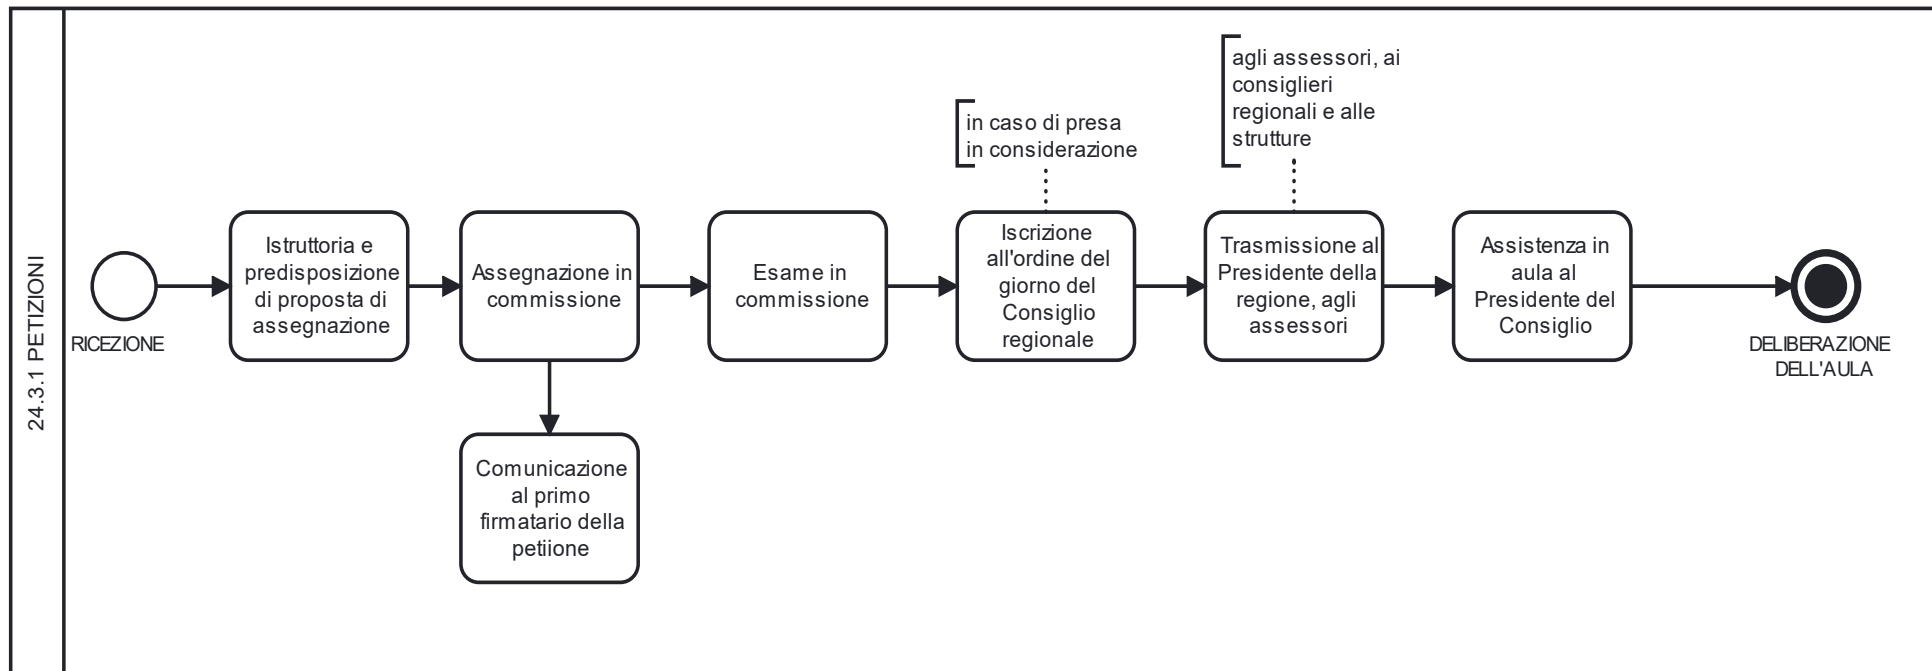 24.3.1 PETIZIONI
RICEZIONE
Istruttoria e
predisposizione
di proposta di
assegnazione
Assegnazione in
commissione
Comunicazione
al primo
firmatario della
petiione
Esame in
commissione
in caso di presa
in considerazione
Iscrizione
all'ordine del
giorno del
Consiglio
regionale
agli assessori, ai
consiglieri
regionali e alle
strutture
Trasmissione al
Presidente della
regione, agli
assessori
Assistenza in
aula al
Presidente del
Consiglio
DELIBERAZIONE
DELL'AULA